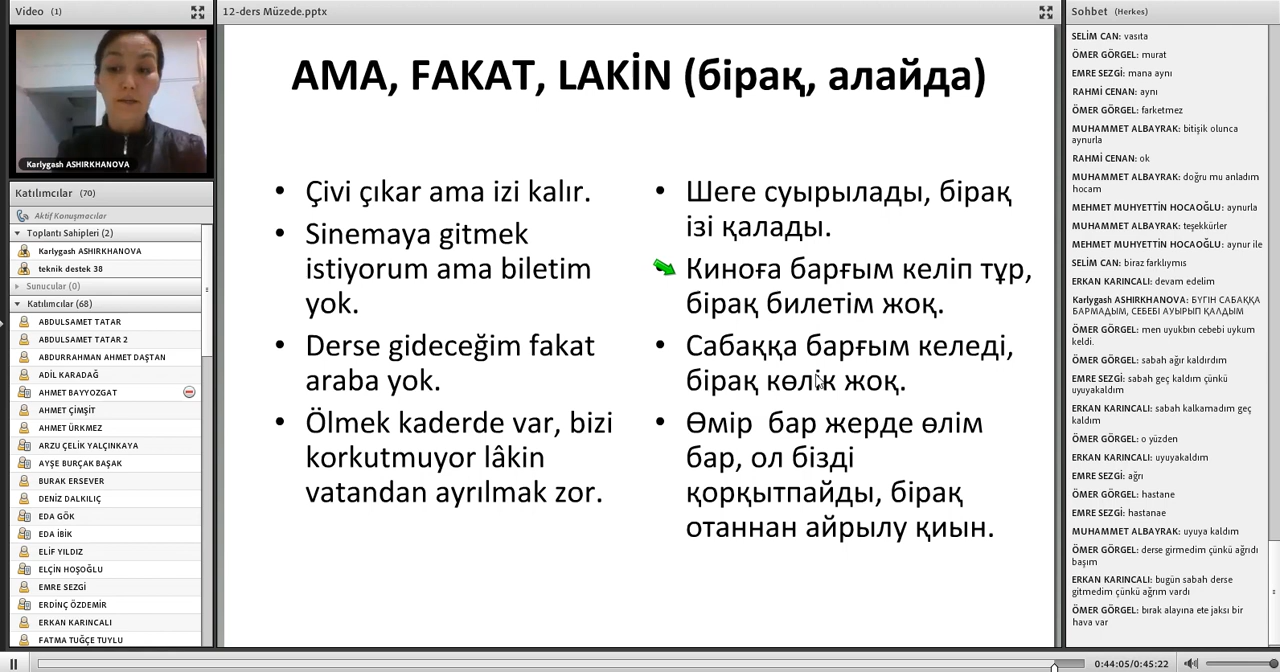 Video (1)
Karlygash ASHIRKHANOVA
Katılımcılar (70)
Aktif Konuşmacılar
Toplantı Sahipleri (2)
Karlygash ASHIRKHANOVA
teknik destek 38
Sunucular (0)
Katılımcılar (68)
ABDULSAMET TATAR
ABDULSAMET TATAR 2
ABDURRAHMAN AHMET DAŞTAN
ADİL KARADAĞ
AHMET BAYYOZGAT
AHMET ÇİMŞİT
AHMET ÜRKMEZ
ARZU ÇELİK YALÇINKAYA
AYŞE BURÇAK BAŞAK
BURAK ERSEVER
DENİZ DALKILIÇ
EDA GÖK
EDA İBİK
ELİF YILDIZ
ELÇİN HOŞOĞLU
EMRE SEZGİ
ERDİNÇ ÖZDEMİR
ERKAN KARINCALI
FATMA TUĞÇE TUYLU
12-ders Müzede.pptx
AMA, FAKAT, LAKİN (бірақ, алайда)
• Çivi çıkar ama izi kalır.
• Sinemaya gitmek
istiyorum ama biletim
yok.
• Derse gideceğim fakat
araba yok.
• Ölmek kaderde var, bizi
korkutmuyor lâkin
vatandan ayrılmak zor.
• Шеге суырылады, бірақ
ізі қалады.
Киноға барғым келіп тұр,
бірақ билетім жоқ.
• Сабаққа барғым келеді,
бірақ көлік жоқ.
• Өмір  бар жерде өлім
бар, ол бізді
қорқытпайды, бірақ
отаннан айрылу қиын.
Sohbet (Herkes)
SELİM CAN: vasıta
ÖMER GÖRGEL: murat
EMRE SEZGİ: mana aynı
RAHMİ CENAN: aynı
ÖMER GÖRGEL: farketmez
MUHAMMET ALBAYRAK: bitişik olunca
aynurla
RAHMİ CENAN: ok
MUHAMMET ALBAYRAK: doğru mu anladım
hocam
MEHMET MUHYETTİN HOCAOĞLU: aynurla
MUHAMMET ALBAYRAK: teşekkürler
MEHMET MUHYETTİN HOCAOĞLU: aynur ile
SELİM CAN: biraz farklıymıs
ERKAN KARINCALI: devam edelim
Karlygash ASHIRKHANOVA: БҮГІН САБАҚҚА
БАРМАДЫМ, СЕБЕБІ АУЫРЫП ҚАЛДЫМ
ÖMER GÖRGEL: men uyukbın cebebi uykum
keldi.
ÖMER GÖRGEL: sabah ağır kaldırdım
EMRE SEZGİ: sabah geç kaldım çünkü
uyuyakaldım
ERKAN KARINCALI: sabah kalkamadım geç
kaldım
ÖMER GÖRGEL: o yüzden
ERKAN KARINCALI: uyuyakaldım
EMRE SEZGİ: ağrı
ÖMER GÖRGEL: hastane
EMRE SEZGİ: hastanae
MUHAMMET ALBAYRAK: uyuya kaldım
ÖMER GÖRGEL: derse girmedim çünkü ağrıdı
başım
ERKAN KARINCALI: bugün sabah derse
gitmedim çünkü ağrım vardı
ÖMER GÖRGEL: bırak alayına ete jaksı bir
hava var
0:44:05/0:45:22